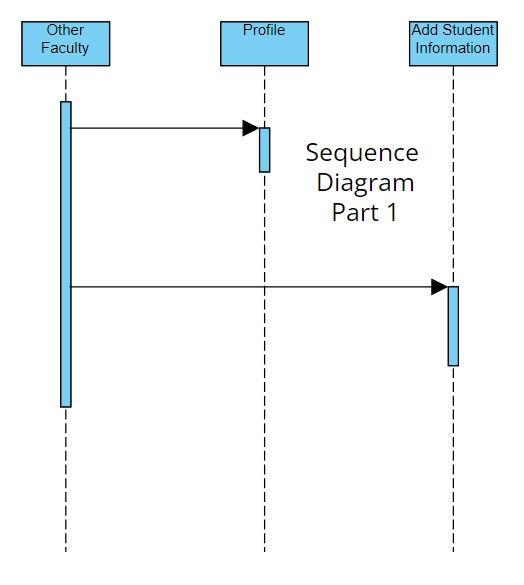 Other
Faculty
Profile
Add Student
Information
Sequence
Diagram
Part 1